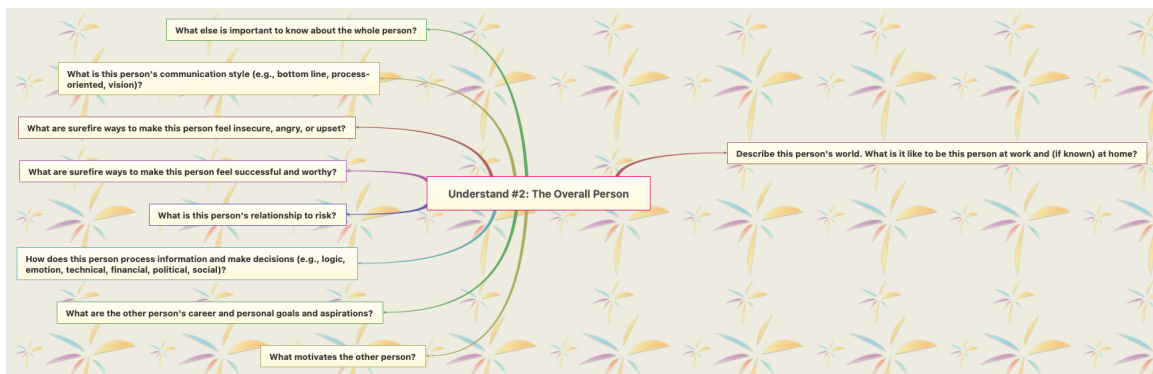 What else is important to know about the whole person?
What is this person's communication style (e.g., bottom line, process-
oriented, vision)?
What are surefire ways to make this person feel insecure, angry, or upset?
What are surefire ways to make this person feel successful and worthy?
What is this person's relationship to risk?
How does this person process information and make decisions (e.g., logic,
emotion, technical, financial, political, social)?
What are the other person's career and personal goals and aspirations?
What motivates the other person?
Understand #2: The Overall Person
Describe this person's world. What is it like to be this person at work and (if known) at home?